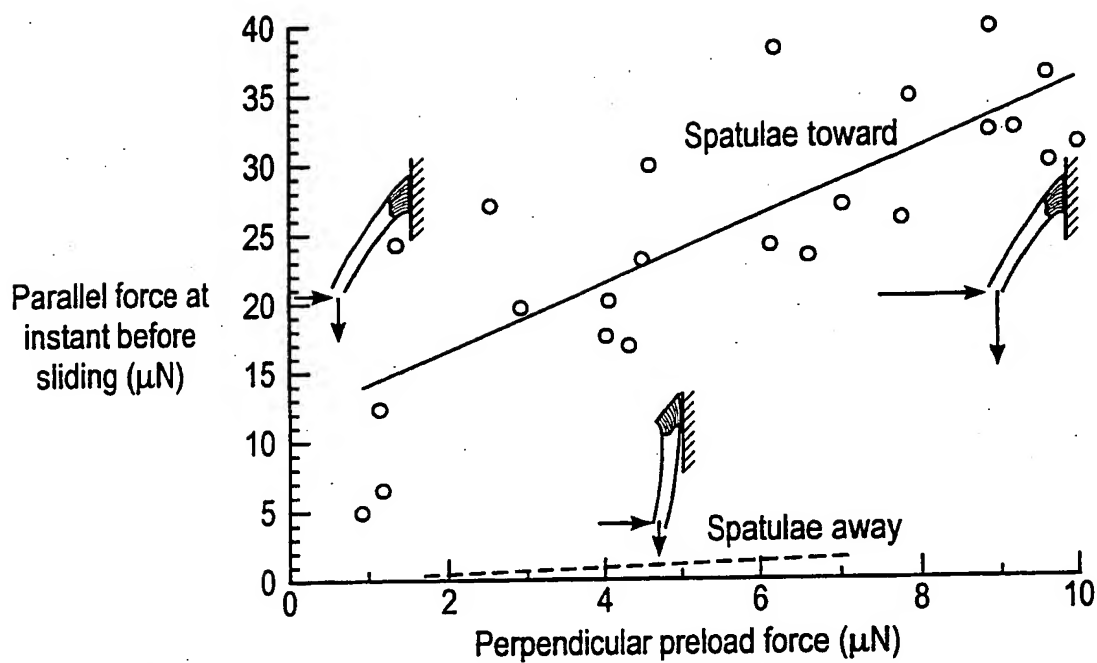 40
35
30
25
20
15
10
5
0
Parallel force at
instant before
sliding (μN)
Spatulae toward
Spatulae away
0 2 4 6 8 10
Perpendicular preload force (μN)